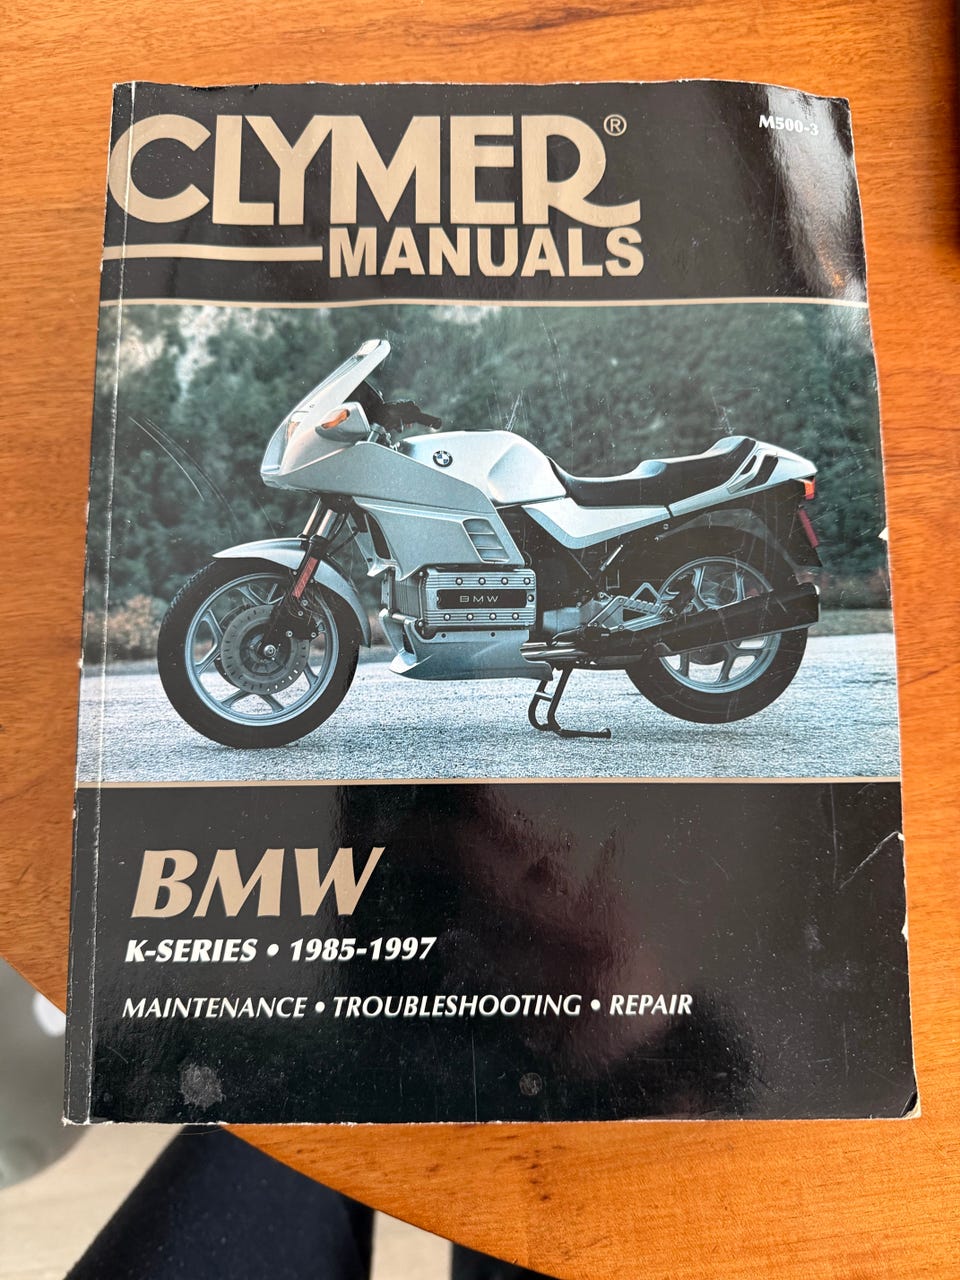 CLYMER®
M500-3
MANUALS
BMW
BMW
K-SERIES • 1985-1997
MAINTENANCE • TROUBLESHOOTING • REPAIR